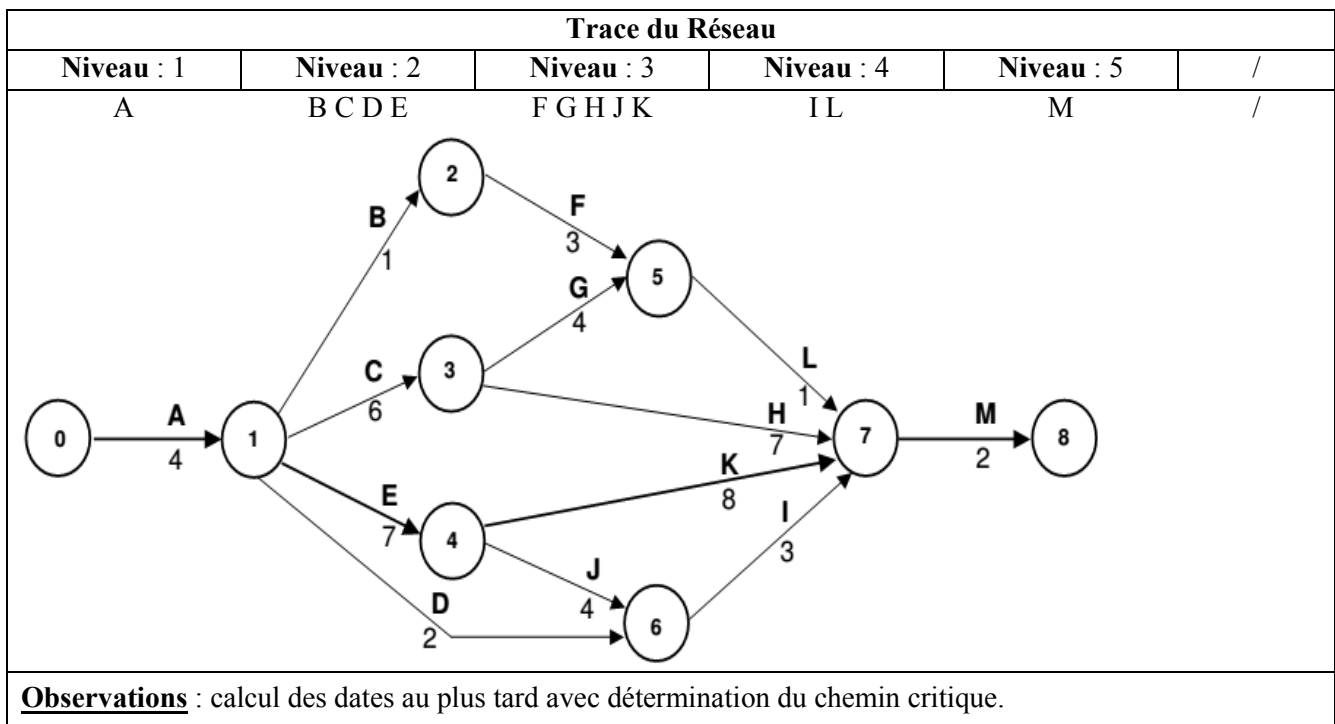 Trace du Réseau
Niveau : 1 Niveau : 2 Niveau : 3 Niveau : 4 Niveau : 5 /
A B C D E F G H J K I L M /
2
B
1
F
3
5
G
4
3
C
6
L
1
0
A
4
1
H
7
7
M
2
8
K
8
E
7
4
I
3
J
4
D
2
6
Observations : calcul des dates au plus tard avec détermination du chemin critique.